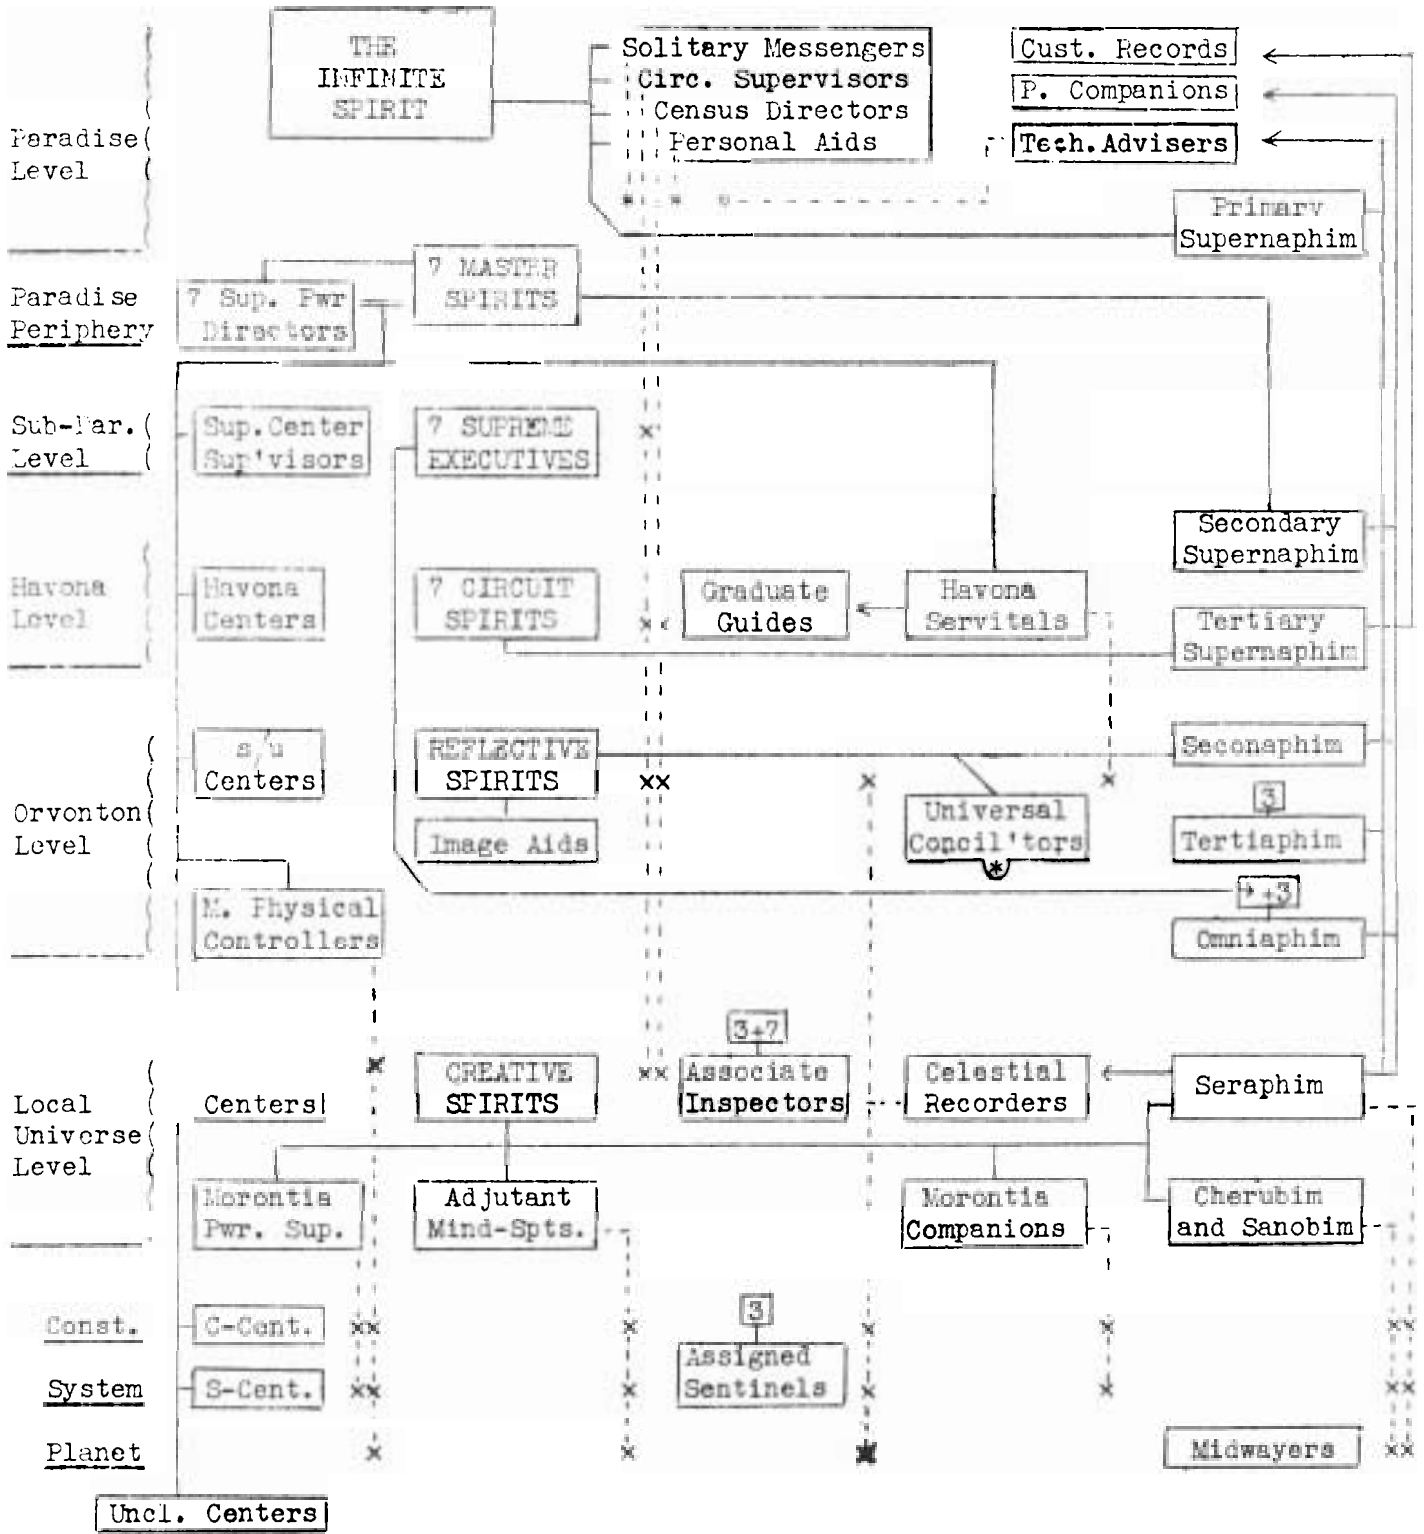 THE
INFINITE
SPIRIT
Solitary Messengers
Circ. Supervisors
Census Directors
Personal Aids
Cust. Records
P. Companions
Tech. Advisers
Paradise
Level
Primary
Supernaphim
7 MASTER
SPIRITS
Paradise
Periphery
7 Sup. Pwr
Directors
Sub-Par.
Level
Sup. Center
Sup'visors
7 SUPREME
EXECUTIVES
Secondary
Supernaphim
Havona
Level
Havona
Centers
7 CIRCUIT
SPIRITS
Graduate
Guides
Havona
Servitals
Tertiary
Supernaphim
s/u
Centers
REFLECTIVE
SPIRITS
Seconaphim
Orvonton
Level
Image Aids
Universal
Concil'tors
*
3
Tertiaphim
M. Physical
Controllers
+3
Omniaphim
3+7
Local
Universe
Level
Centers
CREATIVE
SPIRITS
Associate
Inspectors
Celestial
Recorders
Seraphim
Morontia
Pwr. Sup.
Adjutant
Mind-Spts.
Morontia
Companions
Cherubim
and Sanobim
Const.
C-Cent.
3
Assigned
Sentinels
System
S-Cent.
Planet
Midwayers
Uncl. Centers